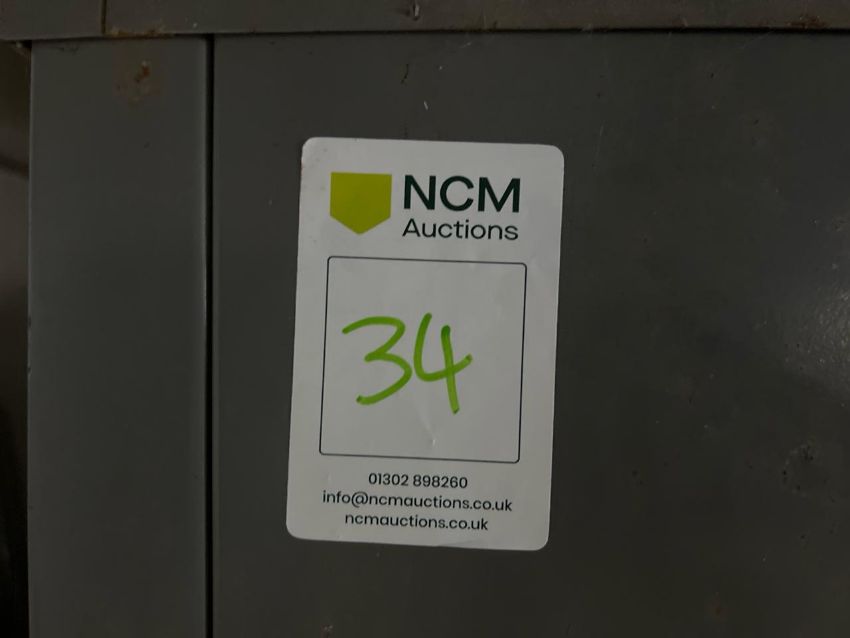 NCM
Auctions
34
01302 898260
info@ncmauctions.co.uk
ncmauctions.co.uk